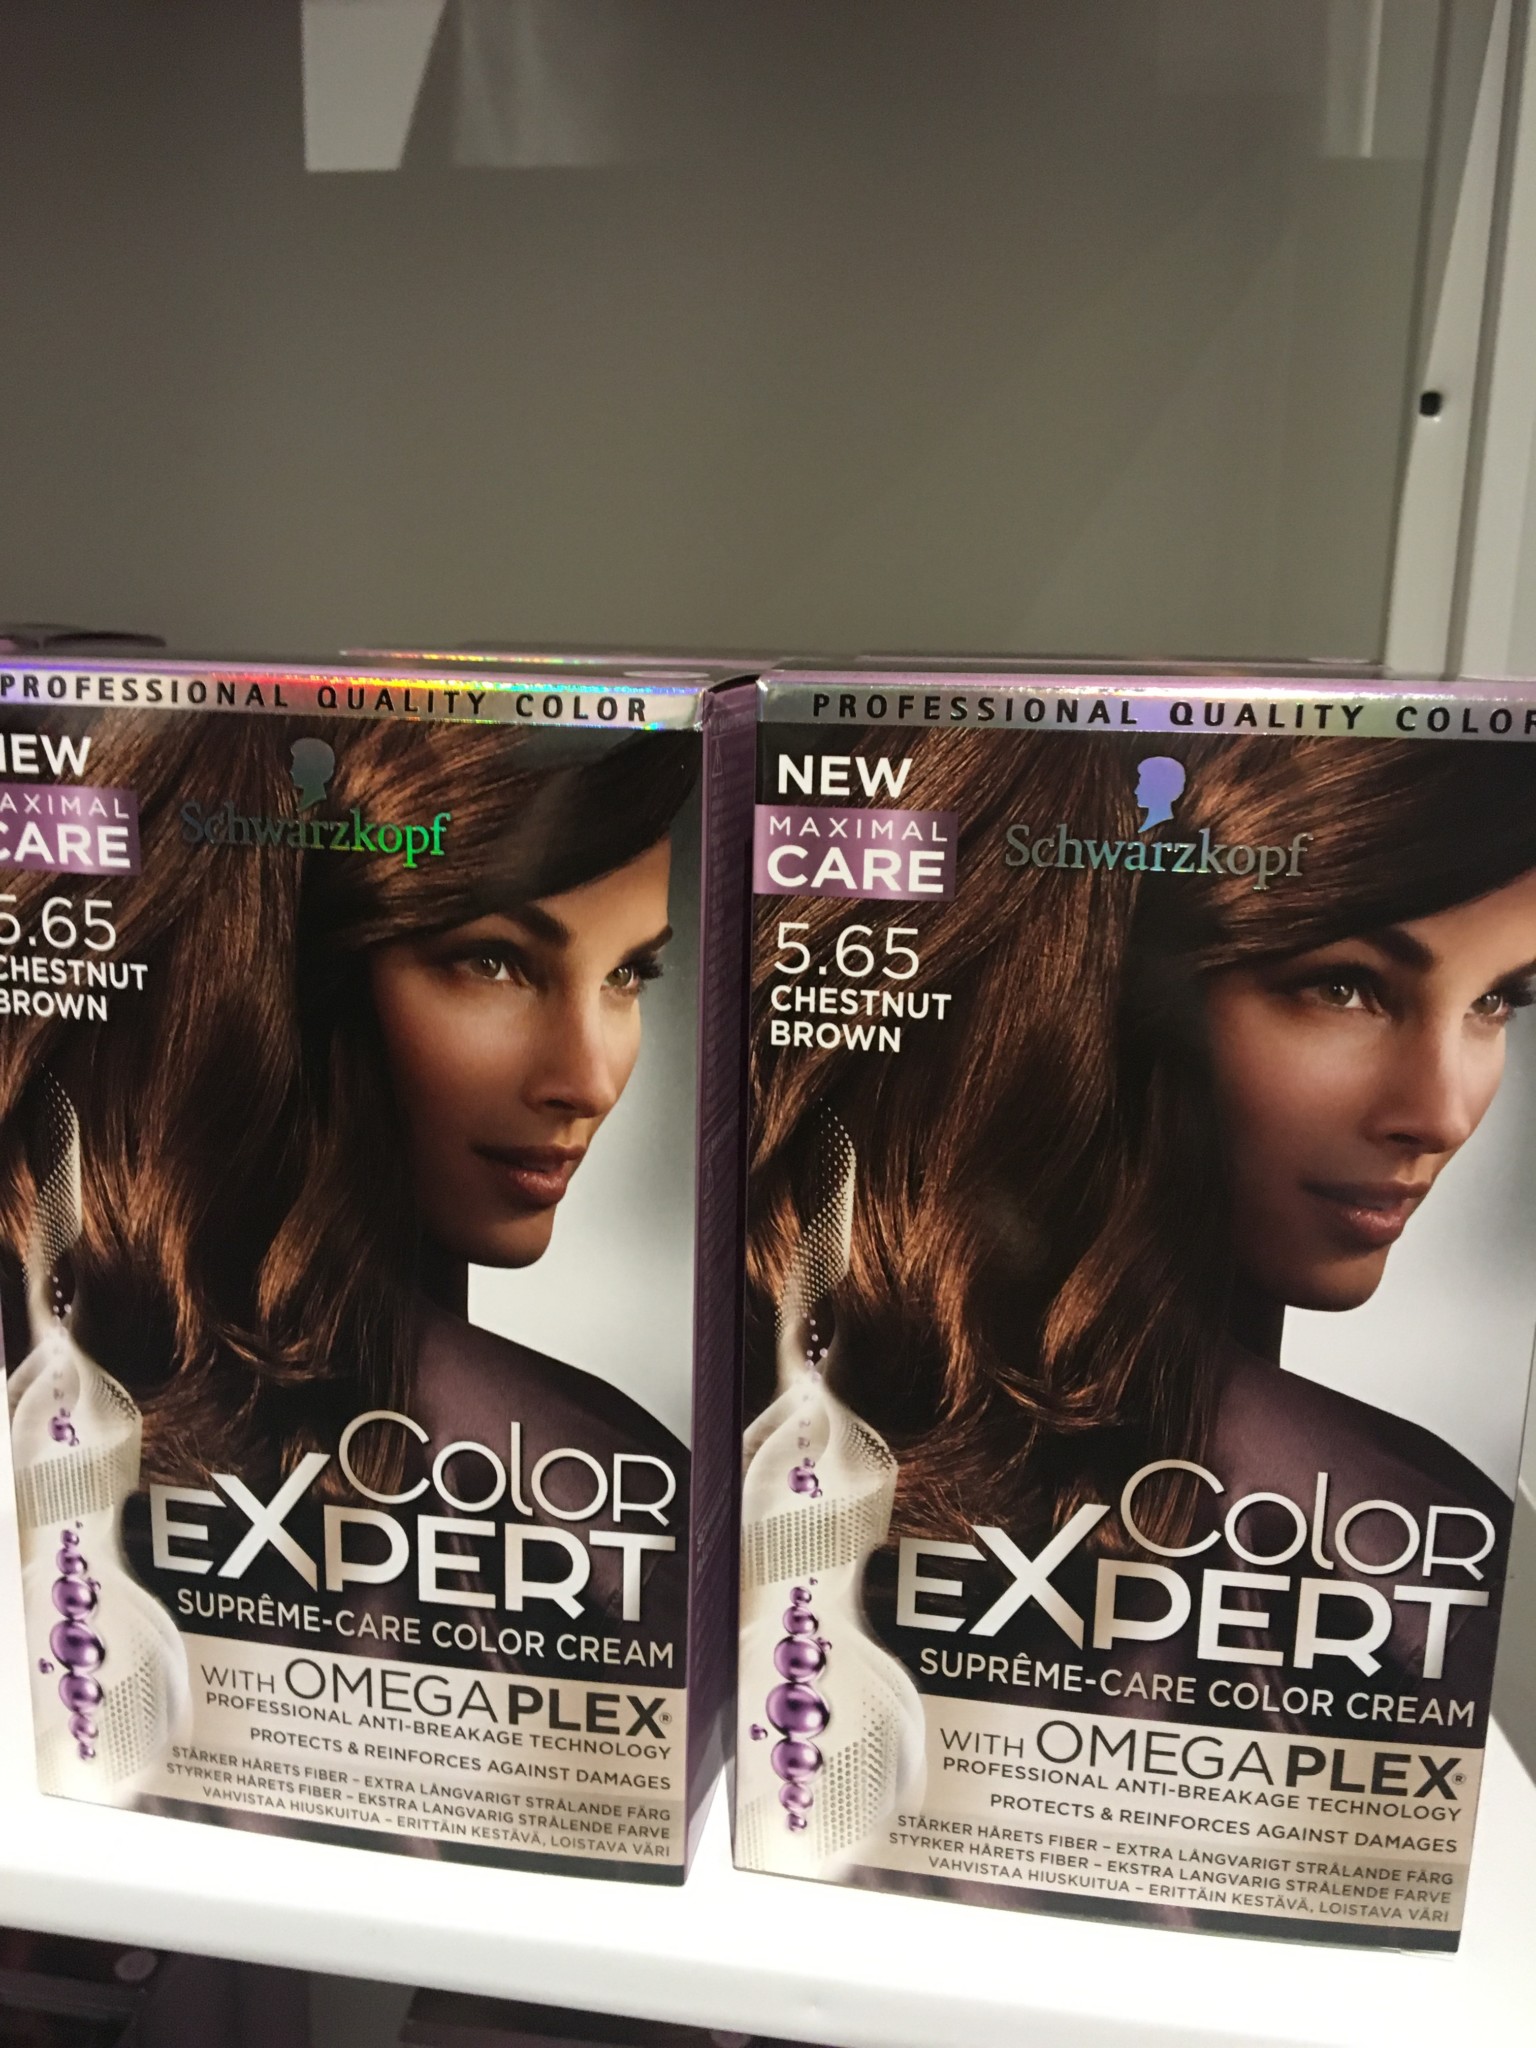 PROFESSIONAL QUALITY COLOR
NEW
MAXIMAL
CARE
Schwarzkopf
5.65
CHESTNUT
BROWN
Color
EXPERT
SUPRÊME-CARE COLOR CREAM
WITH OMEGAPLEX®
PROFESSIONAL ANTI-BREAKAGE TECHNOLOGY
PROTECTS & REINFORCES AGAINST DAMAGES
STÄRKER HÅRETS FIBER – EXTRA LÅNGVARIGT STRÅLANDE FÄRG
STYRKER HÅRETS FIBER – EKSTRA LANGVARIG STRÅLENDE FARVE
VAHVISTAA HIUSKUITUA – ERITTÄIN KESTÄVÄ, LOISTAVA VÄRI
PROFESSIONAL QUALITY COLOR
NEW
MAXIMAL
CARE
Schwarzkopf
5.65
CHESTNUT
BROWN
Color
EXPERT
SUPRÊME-CARE COLOR CREAM
WITH OMEGAPLEX®
PROFESSIONAL ANTI-BREAKAGE TECHNOLOGY
PROTECTS & REINFORCES AGAINST DAMAGES
STÄRKER HÅRETS FIBER – EXTRA LÅNGVARIGT STRÅLANDE FÄRG
STYRKER HÅRETS FIBER – EKSTRA LANGVARIG STRÅLENDE FARVE
VAHVISTAA HIUSKUITUA – ERITTÄIN KESTÄVÄ, LOISTAVA VÄRI